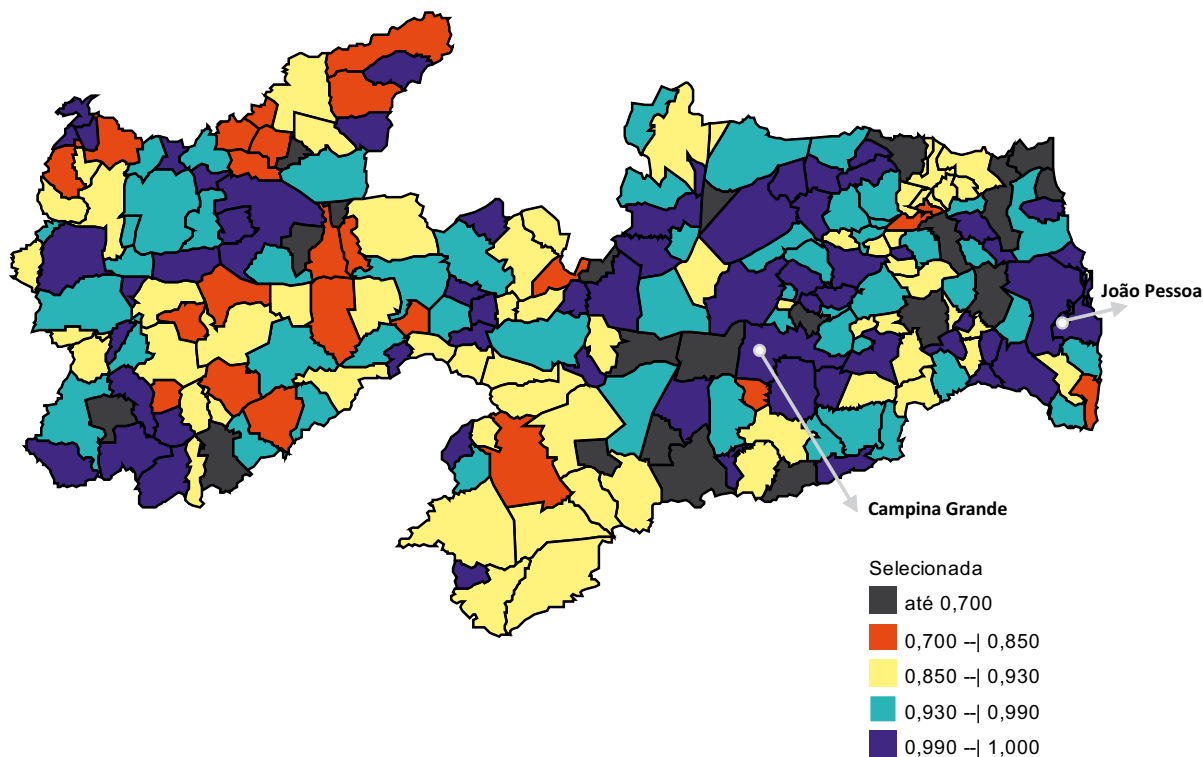 João Pessoa
Campina Grande
Selecionada
até 0,700
0,700 --| 0,850
0,850 --| 0,930
0,930 --| 0,990
0,990 --| 1,000